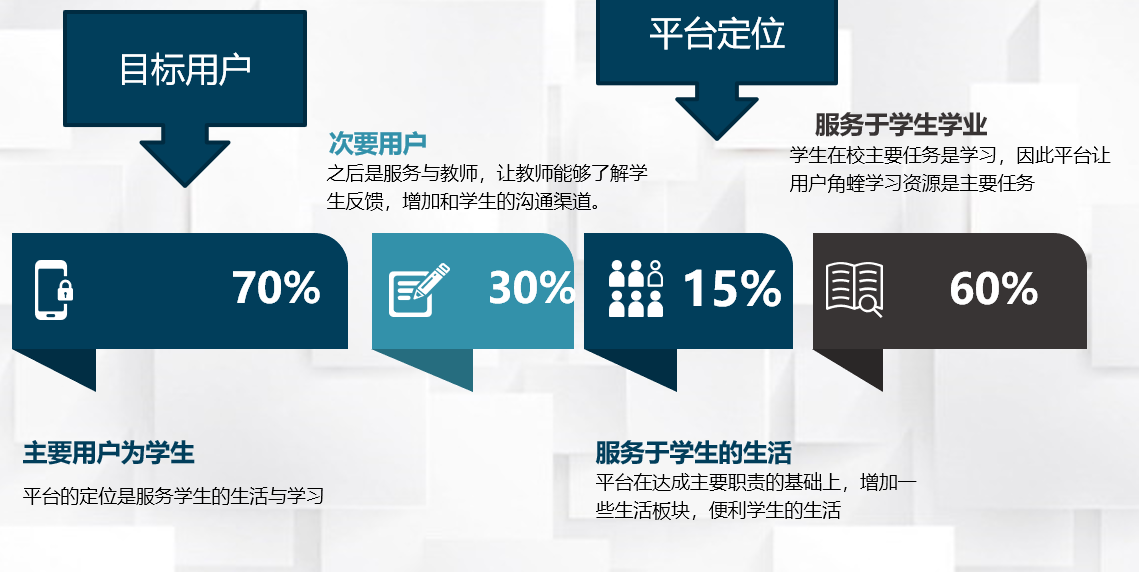 目标用户
平台定位
次要用户
之后是服务与教师，让教师能够了解学
生反馈，增加和学生的沟通渠道。
服务于学生学业
学生在校主要任务是学习，因此平台让
用户角蝰学习资源是主要任务
70%
30%
15%
60%
主要用户为学生
平台的定位是服务学生的生活与学习
服务于学生的生活
平台在达成主要职责的基础上，增加一
些生活板块，便利学生的生活